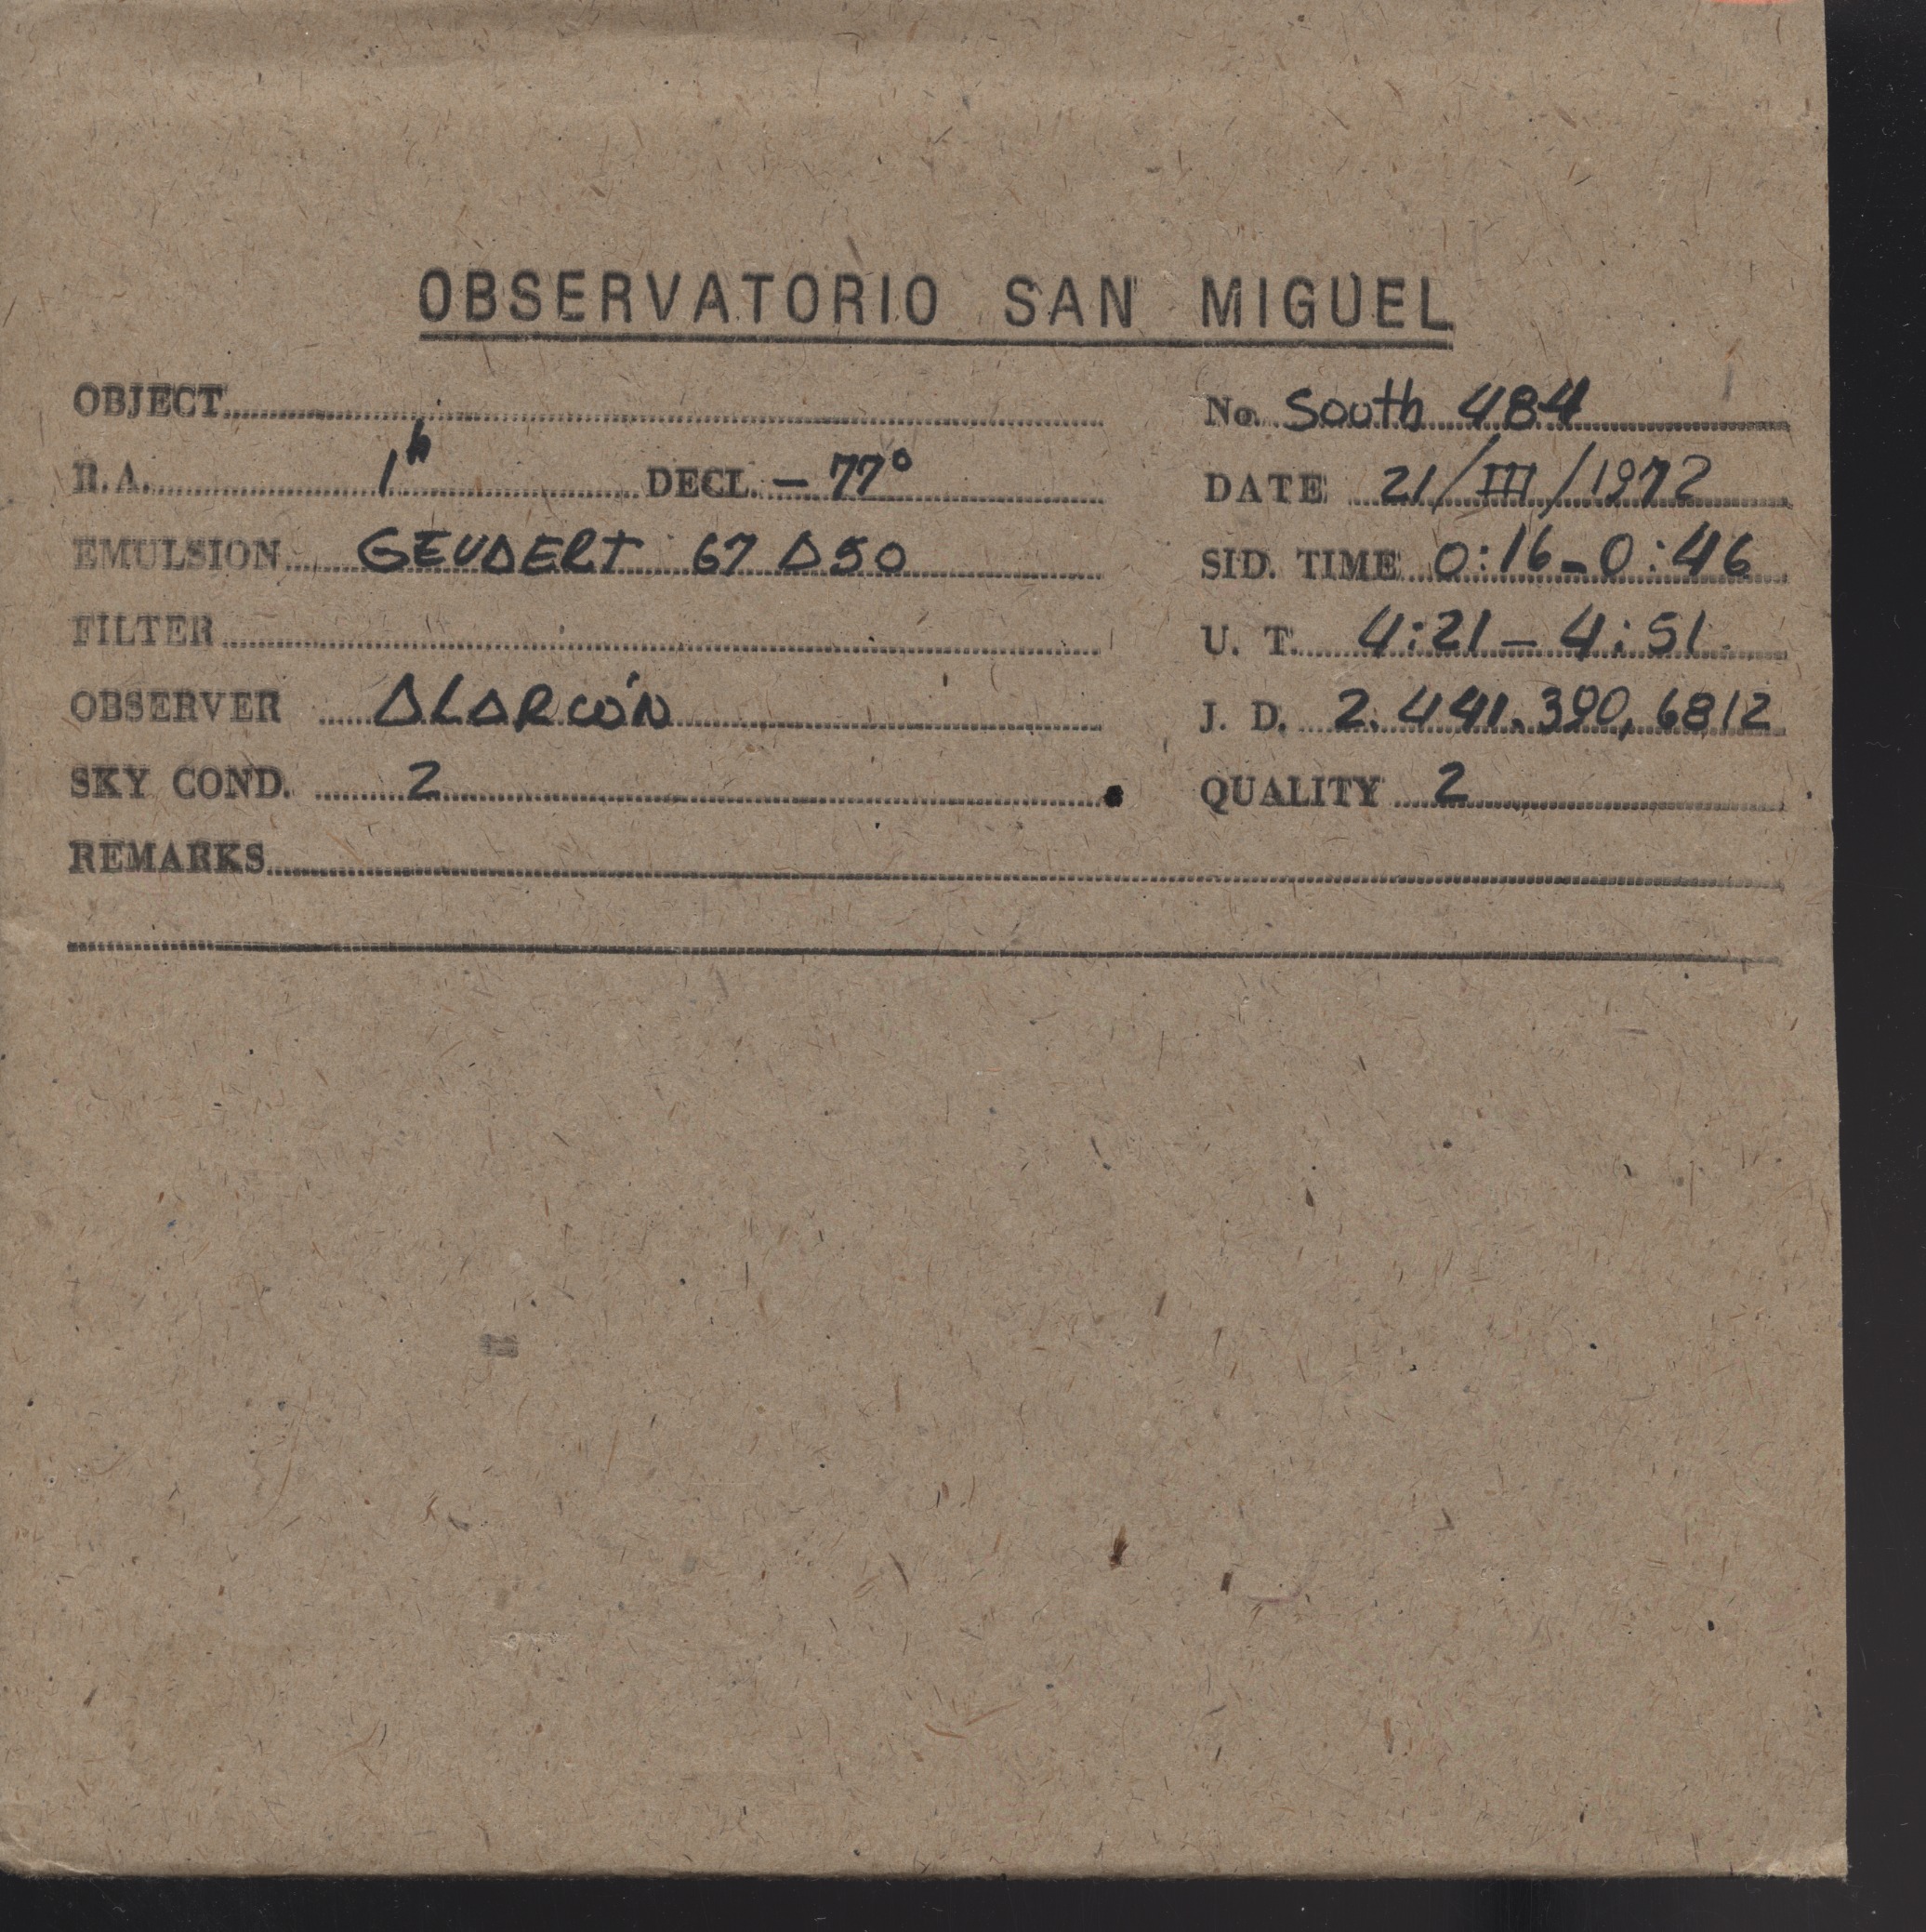 OBSERVATORIO SAN MIGUEL
OBJECT No. South 484
R.A. 1h DECL. - 77° DATE 21/III/1972
EMULSION GEVAERT 67 A50 SID. TIME 0:16-0:46
FILTER U. T. 4:21 - 4:51.
OBSERVER ALARCÓN J. D. 2.441.390,6812
SKY COND. 2 QUALITY 2
REMARKS